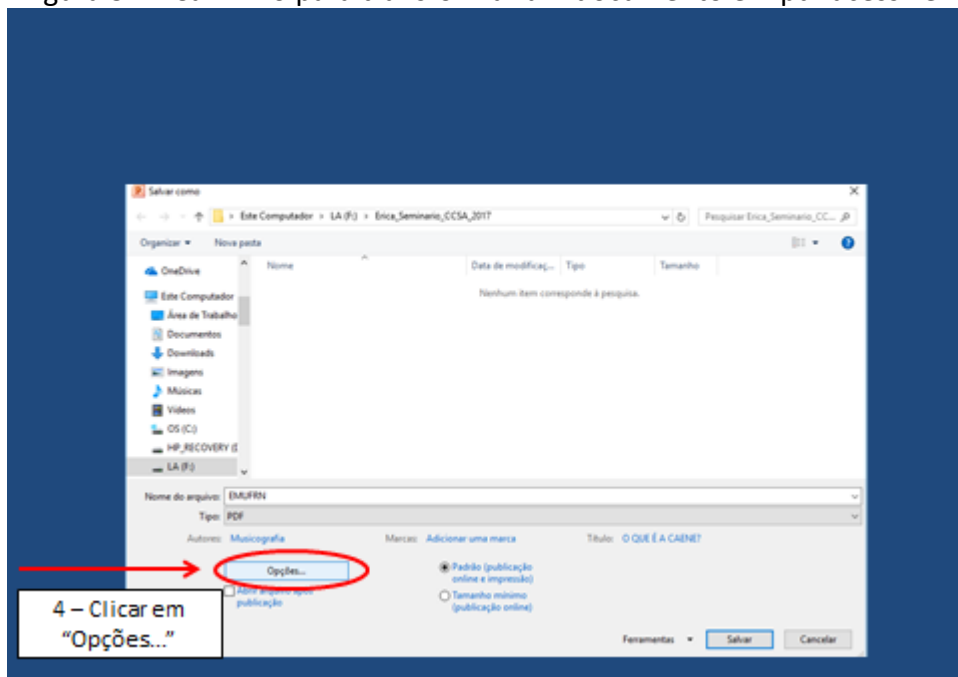 Salvar como
Este Computador > LA (F:) > Erica_Seminario_CCSA_2017
Pesquisar Erica_Seminario_CC...
Organizar
Nova pasta
Nome
Data de modificaç...
Tipo
Tamanho
Nenhum item corresponde à pesquisa.
OneDrive
Este Computador
Área de Trabalho
Documentos
Downloads
Imagens
Músicas
Vídeos
OS (C:)
HP_RECOVERY (
LA (F:)
Nome do arquivo: EMUFRN
Tipo: PDF
Autores: Musicografia
Marcas: Adicionar uma marca
Título: O QUE É A CAENE?
Opções...
Abrir arquivo após
publicação
Padrão (publicação
online e impressão)
Tamanho mínimo
(publicação online)
4 – Clicar em
“Opções...”
Ferramentas
Salvar
Cancelar